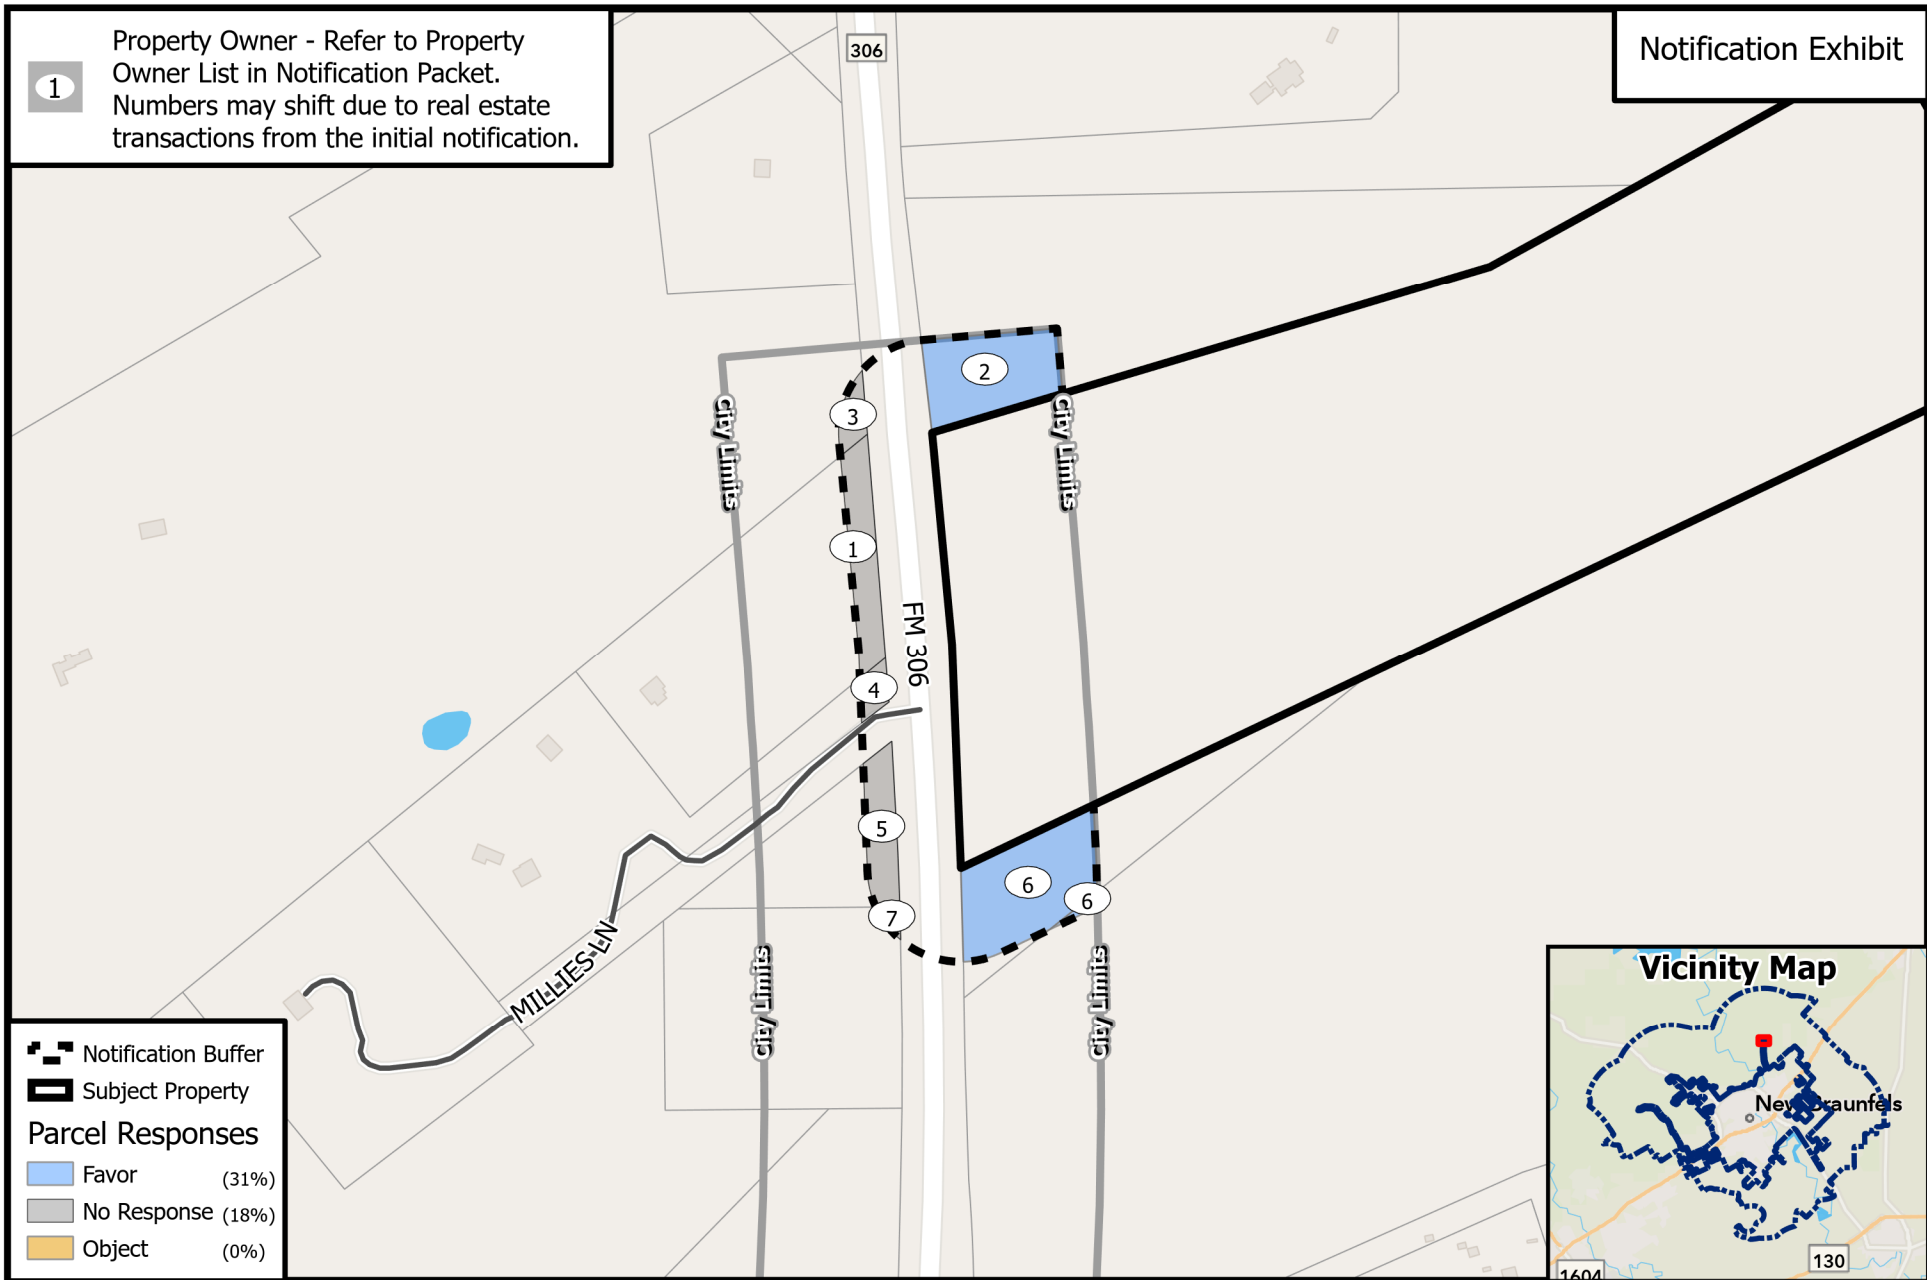 1
Property Owner - Refer to Property
Owner List in Notification Packet.
Numbers may shift due to real estate
transactions from the initial notification.
306
Notification Exhibit
2
3
City Limits
City Limits
1
FM 306
4
5
6
6
7
MILLIES LN
City Limits
City Limits
Notification Buffer
Subject Property
Parcel Responses
Favor (31%)
No Response (18%)
Object (0%)
Vicinity Map
New Braunfels
130
1604